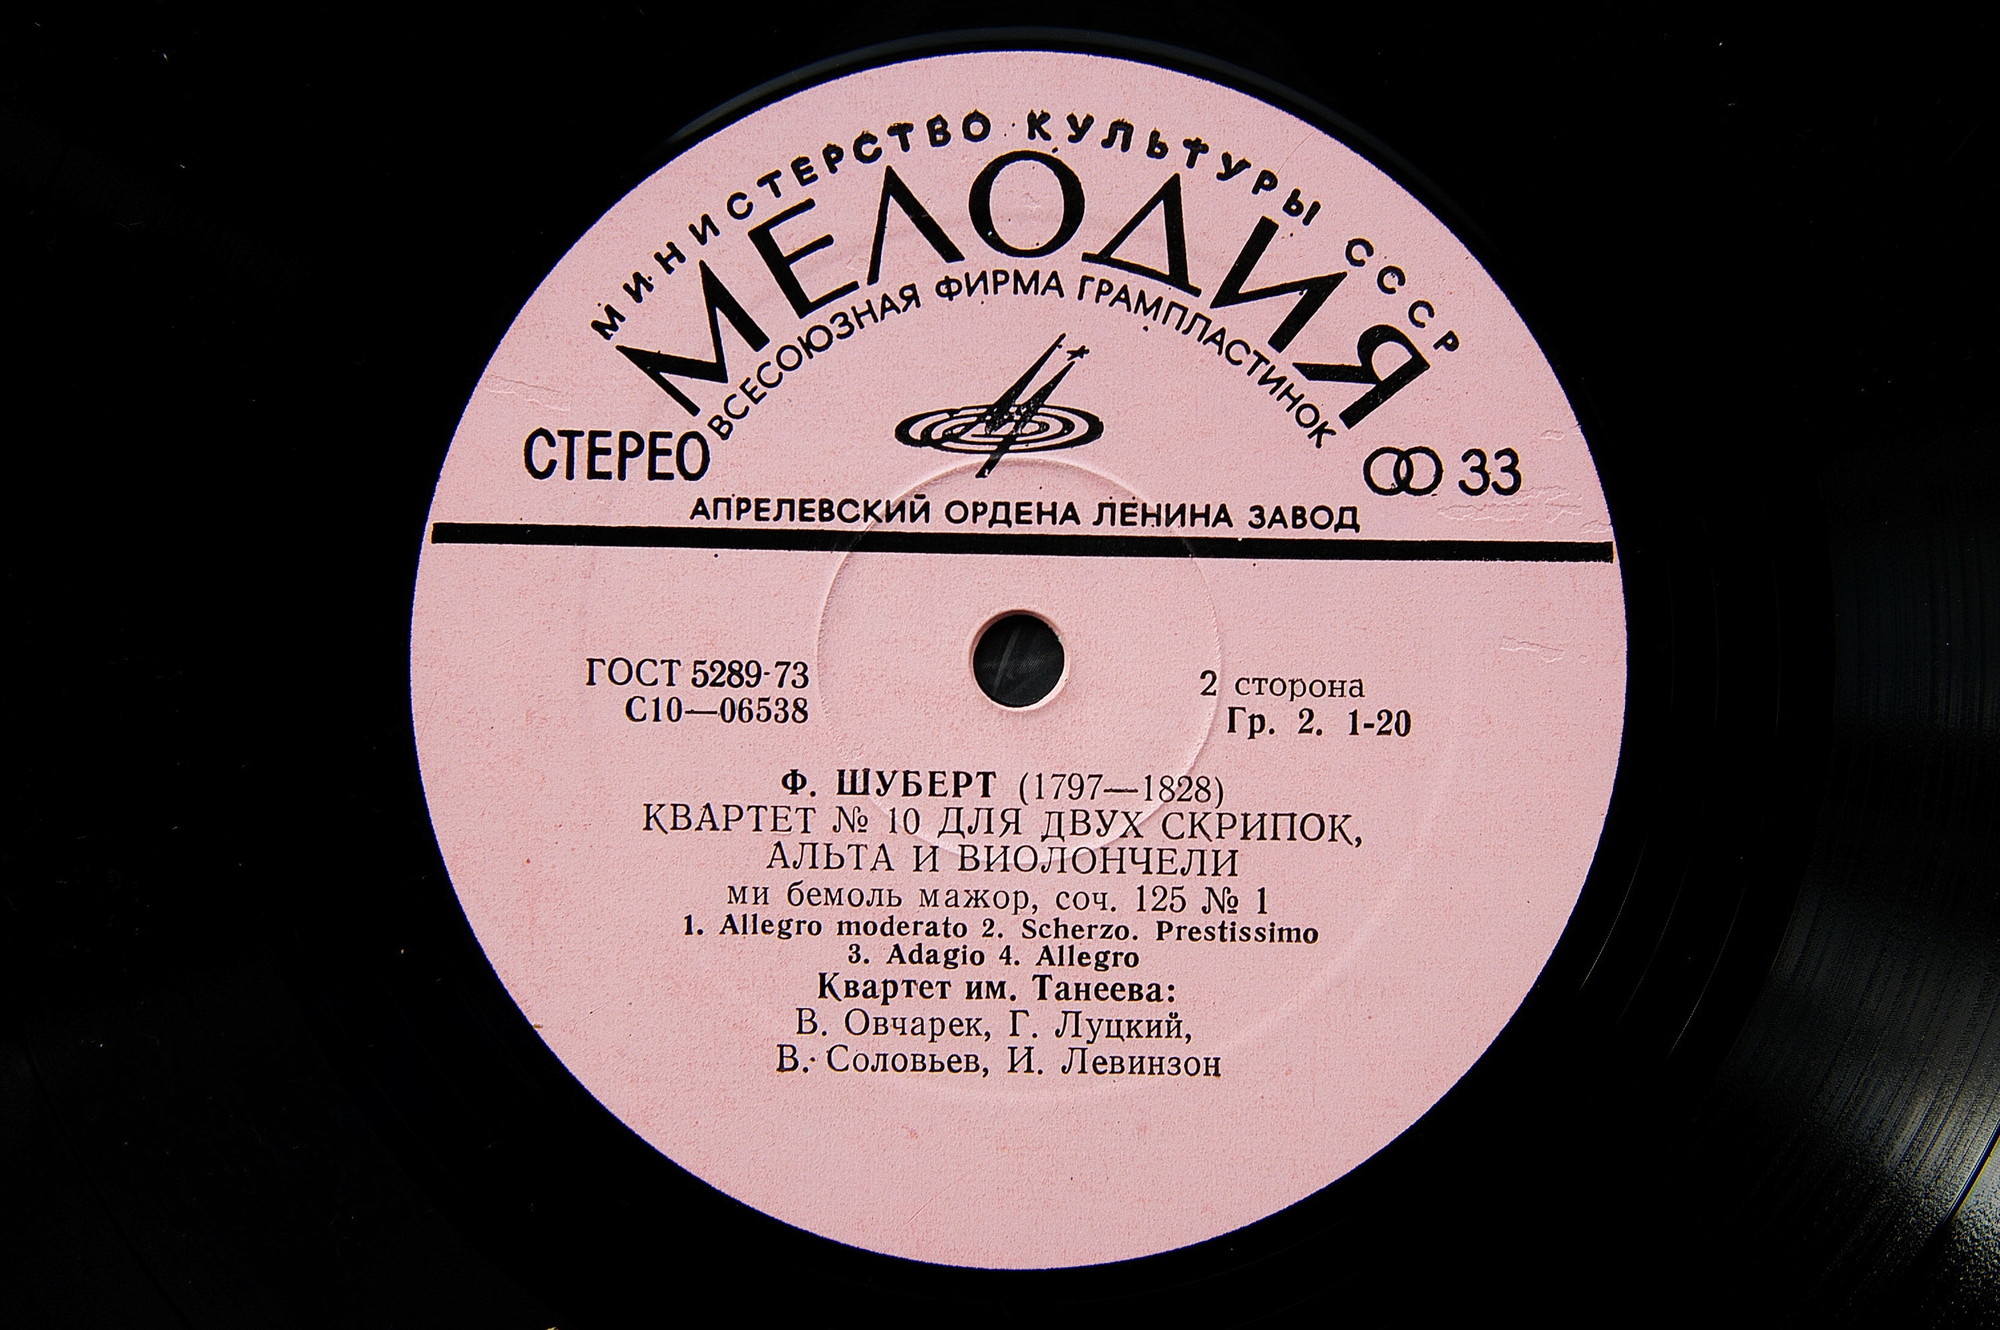 МИНИСТЕРСТВО КУЛЬТУРЫ СССР
МЕЛОДИЯ
ВСЕСОЮЗНАЯ ФИРМА ГРАМПЛАСТИНОК
СТЕРЕО
33
АПРЕЛЕВСКИЙ ОРДЕНА ЛЕНИНА ЗАВОД
ГОСТ 5289-73
С10—06538
2 сторона
Гр. 2. 1-20
Ф. ШУБЕРТ (1797—1828)
КВАРТЕТ № 10 ДЛЯ ДВУХ СКРИПОК,
АЛЬТА И ВИОЛОНЧЕЛИ
ми бемоль мажор, соч. 125 № 1
1. Allegro moderato 2. Scherzo. Prestissimo
3. Adagio 4. Allegro
Квартет им. Танеева:
В. Овчарек, Г. Луцкий,
В. Соловьев, И. Левинзон